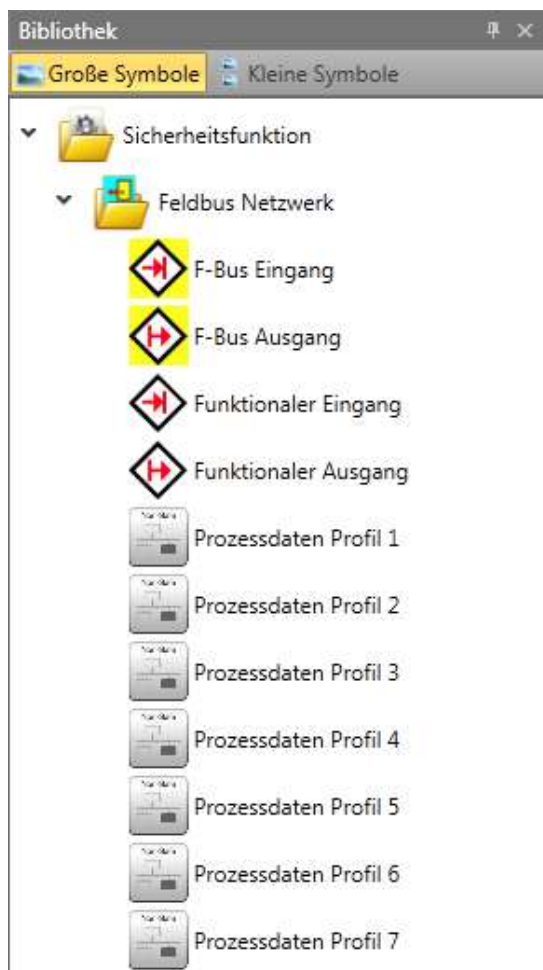 Bibliothek
Große Symbole Kleine Symbole
Sicherheitsfunktion
Feldbus Netzwerk
F-Bus Eingang
F-Bus Ausgang
Funktionaler Eingang
Funktionaler Ausgang
Prozessdaten Profil 1
Prozessdaten Profil 2
Prozessdaten Profil 3
Prozessdaten Profil 4
Prozessdaten Profil 5
Prozessdaten Profil 6
Prozessdaten Profil 7